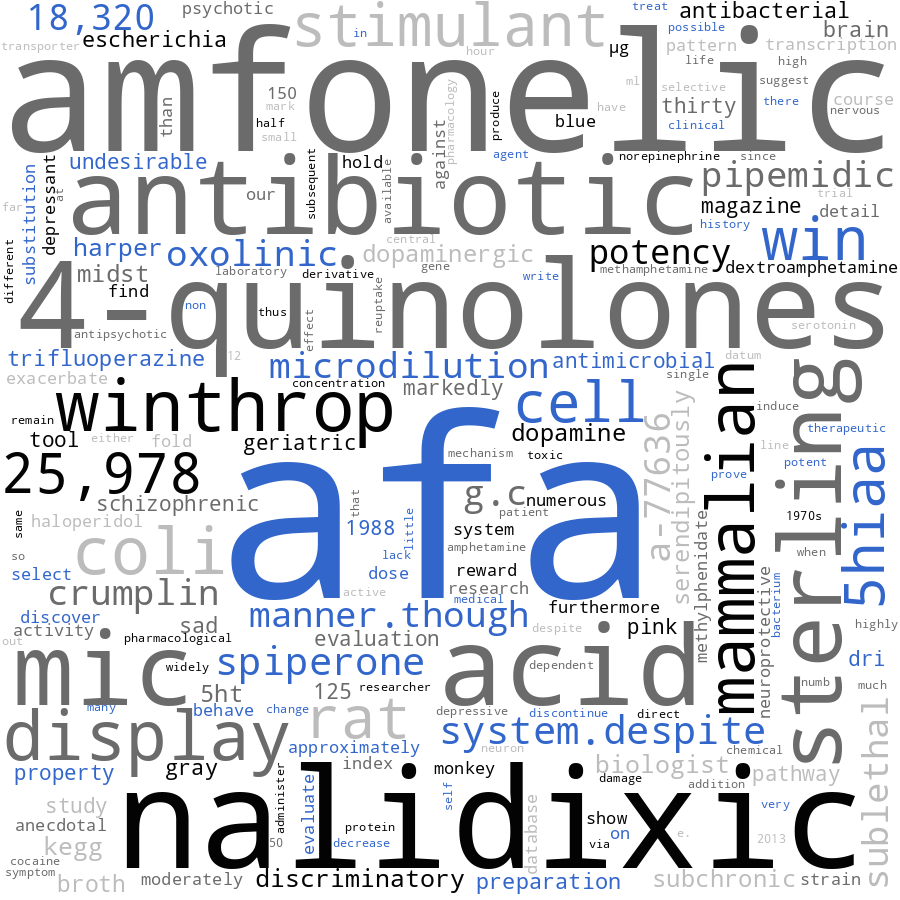 18,320
psychotic
stimulant
in
treat
antibacterial
possible
brain
transporter
escherichia
hour
µg
pattern
transcription
life
high
amfonelic
than
150
mark
small
half
pharmacology
against
produce
blue
ml
selective
suggest
have
thirty
there
course
nervous
clinical
undesirable
antibiotic
subsequent
hold
available
agent
norepinephrine
since
pipemidic
substitution
depressant
at
our
magazine
trial
detail
far
history
different
harper
oxolinic
central
dopaminergic
potency
win
midst
laboratory
derivative
gene
methamphetamine
dextroamphetamine
find
4-quinolones
non
thus
effect
reuptake
write
antipsychotic
serotonin
trifluoperazine
12
microdilution
antimicrobial
datum
exacerbate
concentration
markedly
single
winthrop
cell
mammalian
sterling
induce
remain
tool
either
fold
geriatric
dopamine
a-77636
serendipitously
line
therapeutic
25,978
afa
mechanism
toxic
potent
prove
5hiaa
schizophrenic
that
g.c
numerous
patient
same
haloperidol
1988
little
system
methylphenidate
1970s
coli
so
lack
amphetamine
when
select
dose
reward
neuroprotective
bacterium
crumplin
active
research
medical
discover
manner.though
furthermore
activity
sad
despite
pink
highly
out
pharmacological
evaluation
mic
widely
spiperone
acid
dependent
dri
5ht
125
researcher
numb
much
many
behave
change
rat
depressive
discontinue
direct
display
system.despite
sublethal
approximately
neuron
chemical
property
gray
index
monkey
biologist
damage
addition
pathway
nalidixic
study
administer
evaluate
self
database
very
anecdotal
protein
show
on
e.
2013
kegg
50
decrease
via
cocaine
symptom
broth
moderately
discriminatory
preparation
subchronic
strain